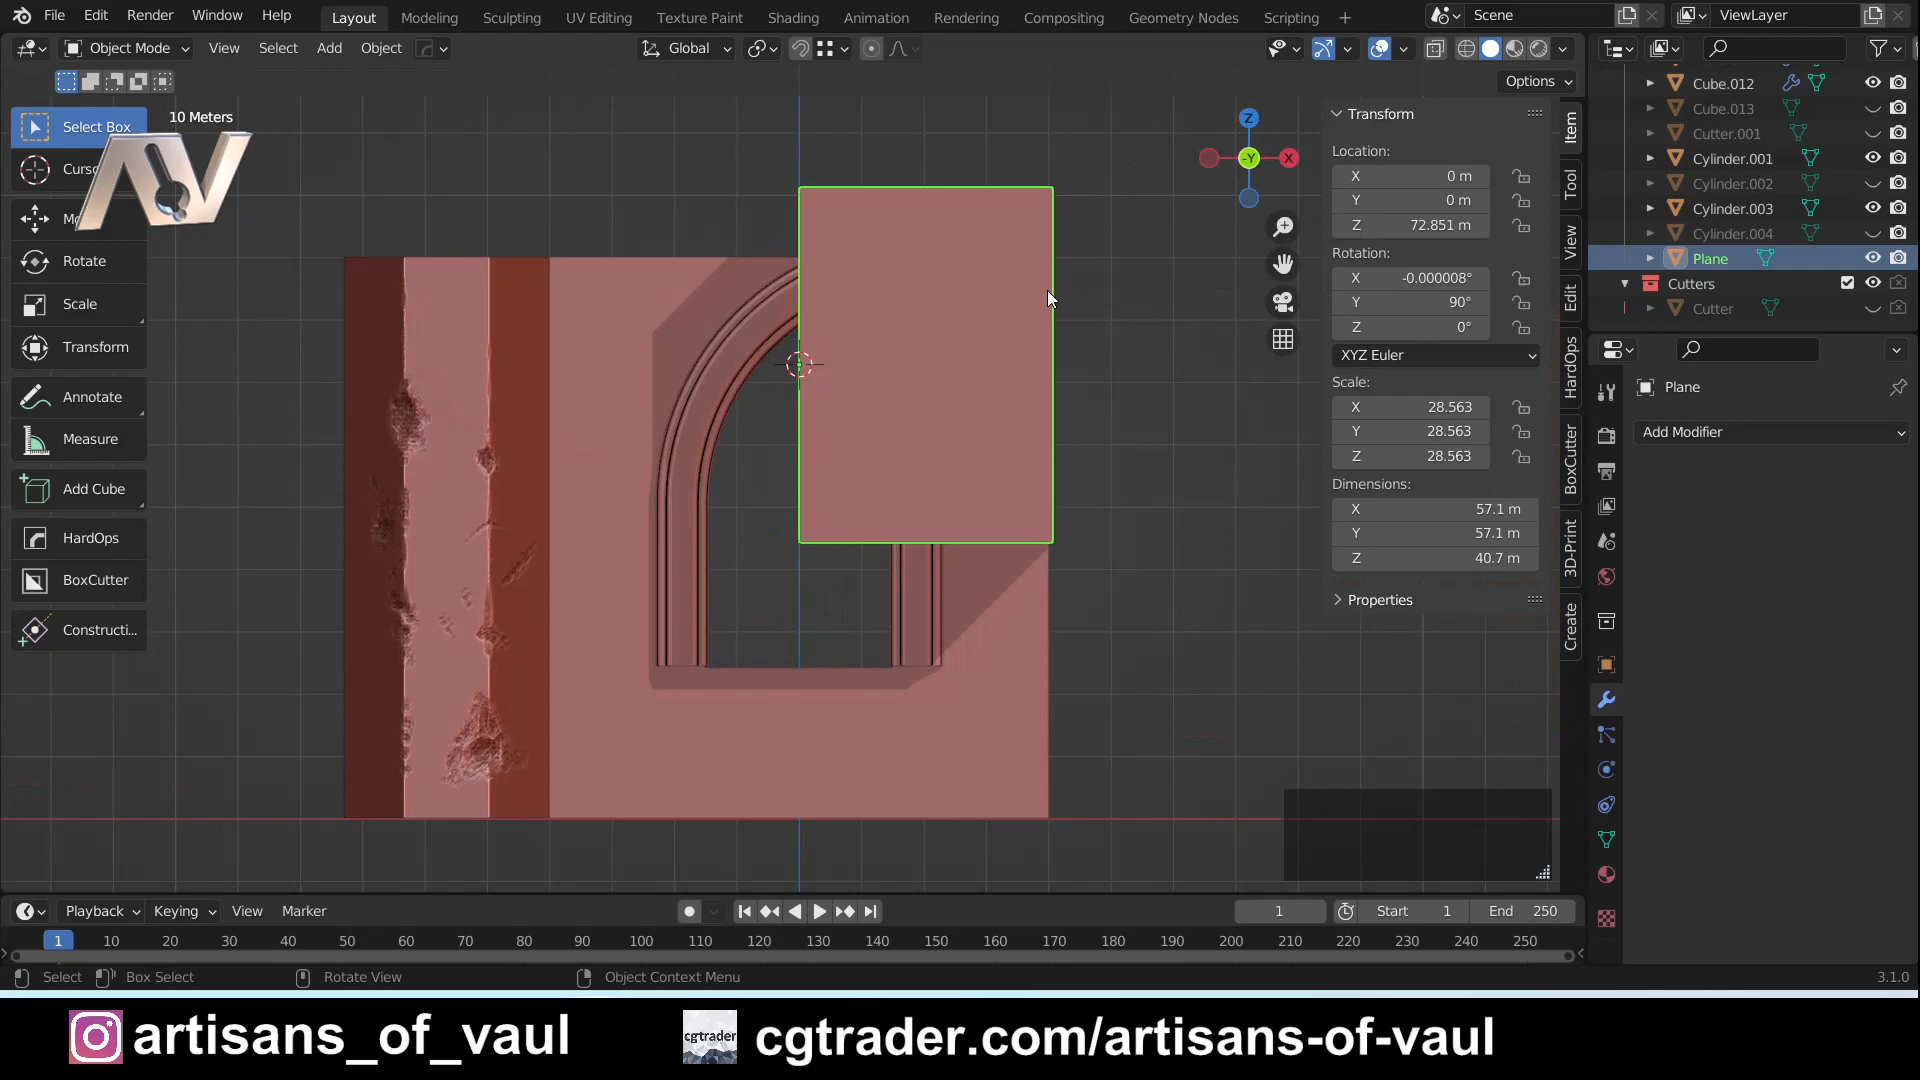 File Edit Render Window Help Layout Modeling Sculpting UV Editing Texture Paint Shading Animation Rendering Compositing Geometry Nodes Scripting Scene ViewLayer
Object Mode View Select Add Object Global
Options
10 Meters
Select Box
Move
Rotate
Scale
Transform
Annotate
Measure
Add Cube
HardOps
BoxCutter
Constructi...
Z
-Y
X
Transform
Location:
X 0 m
Y 0 m
Z 72.851 m
Rotation:
X -0.000008°
Y 90°
Z 0°
XYZ Euler
Scale:
X 28.563
Y 28.563
Z 28.563
Dimensions:
X 57.1 m
Y 57.1 m
Z 40.7 m
Properties
Item
Tool
View
Edit
HardOps
BoxCutter
3D-Print
Create
Cube.012
Cube.013
Cutter.001
Cylinder.001
Cylinder.002
Cylinder.003
Cylinder.004
Plane
Cutters
Cutter
Plane
Add Modifier
Playback Keying View Marker 1 Start 1 End 250
1 10 20 30 40 50 60 70 80 90 100 110 120 130 140 150 160 170 180 190 200 210 220 230 240 250
Select Box Select Rotate View Object Context Menu 3.1.0
artisans_of_vaul cgtrader cgtrader.com/artisans-of-vaul